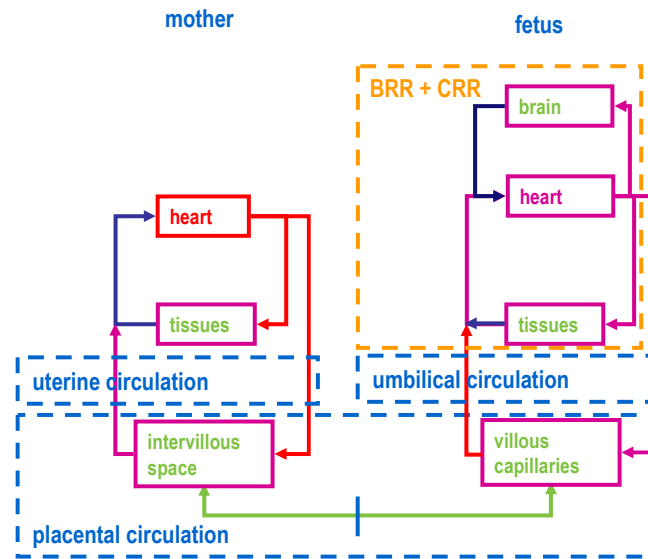 mother
fetus
BRR + CRR
brain
heart
heart
tissues
tissues
uterine circulation
umbilical circulation
intervillous
space
villous
capillaries
placental circulation